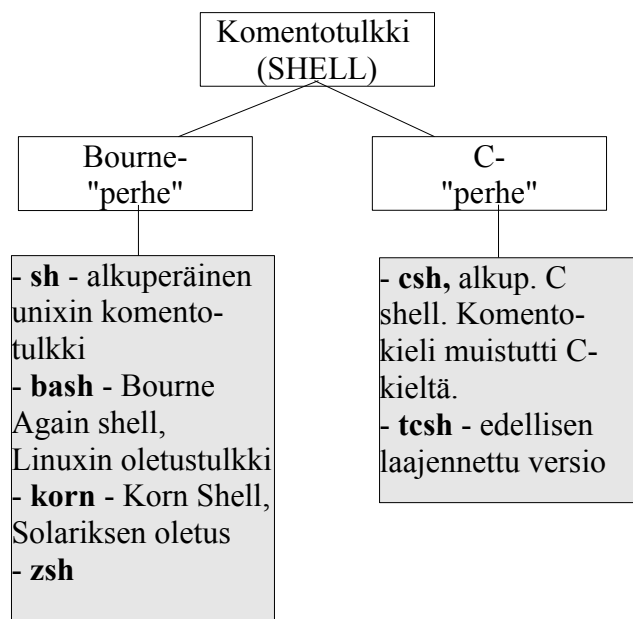 Komentotulkki
(SHELL)
Bourne-
"perhe"
C-
"perhe"
- sh - alkuperäinen
unixin komento-
tulkki
- bash - Bourne
Again shell,
Linuxin oletustulkki
- korn - Korn Shell,
Solariksen oletus
- zsh
- csh, alkup. C
shell. Komento-
kieli muistutti C-
kieltä.
- tcsh - edellisen
laajennettu versio